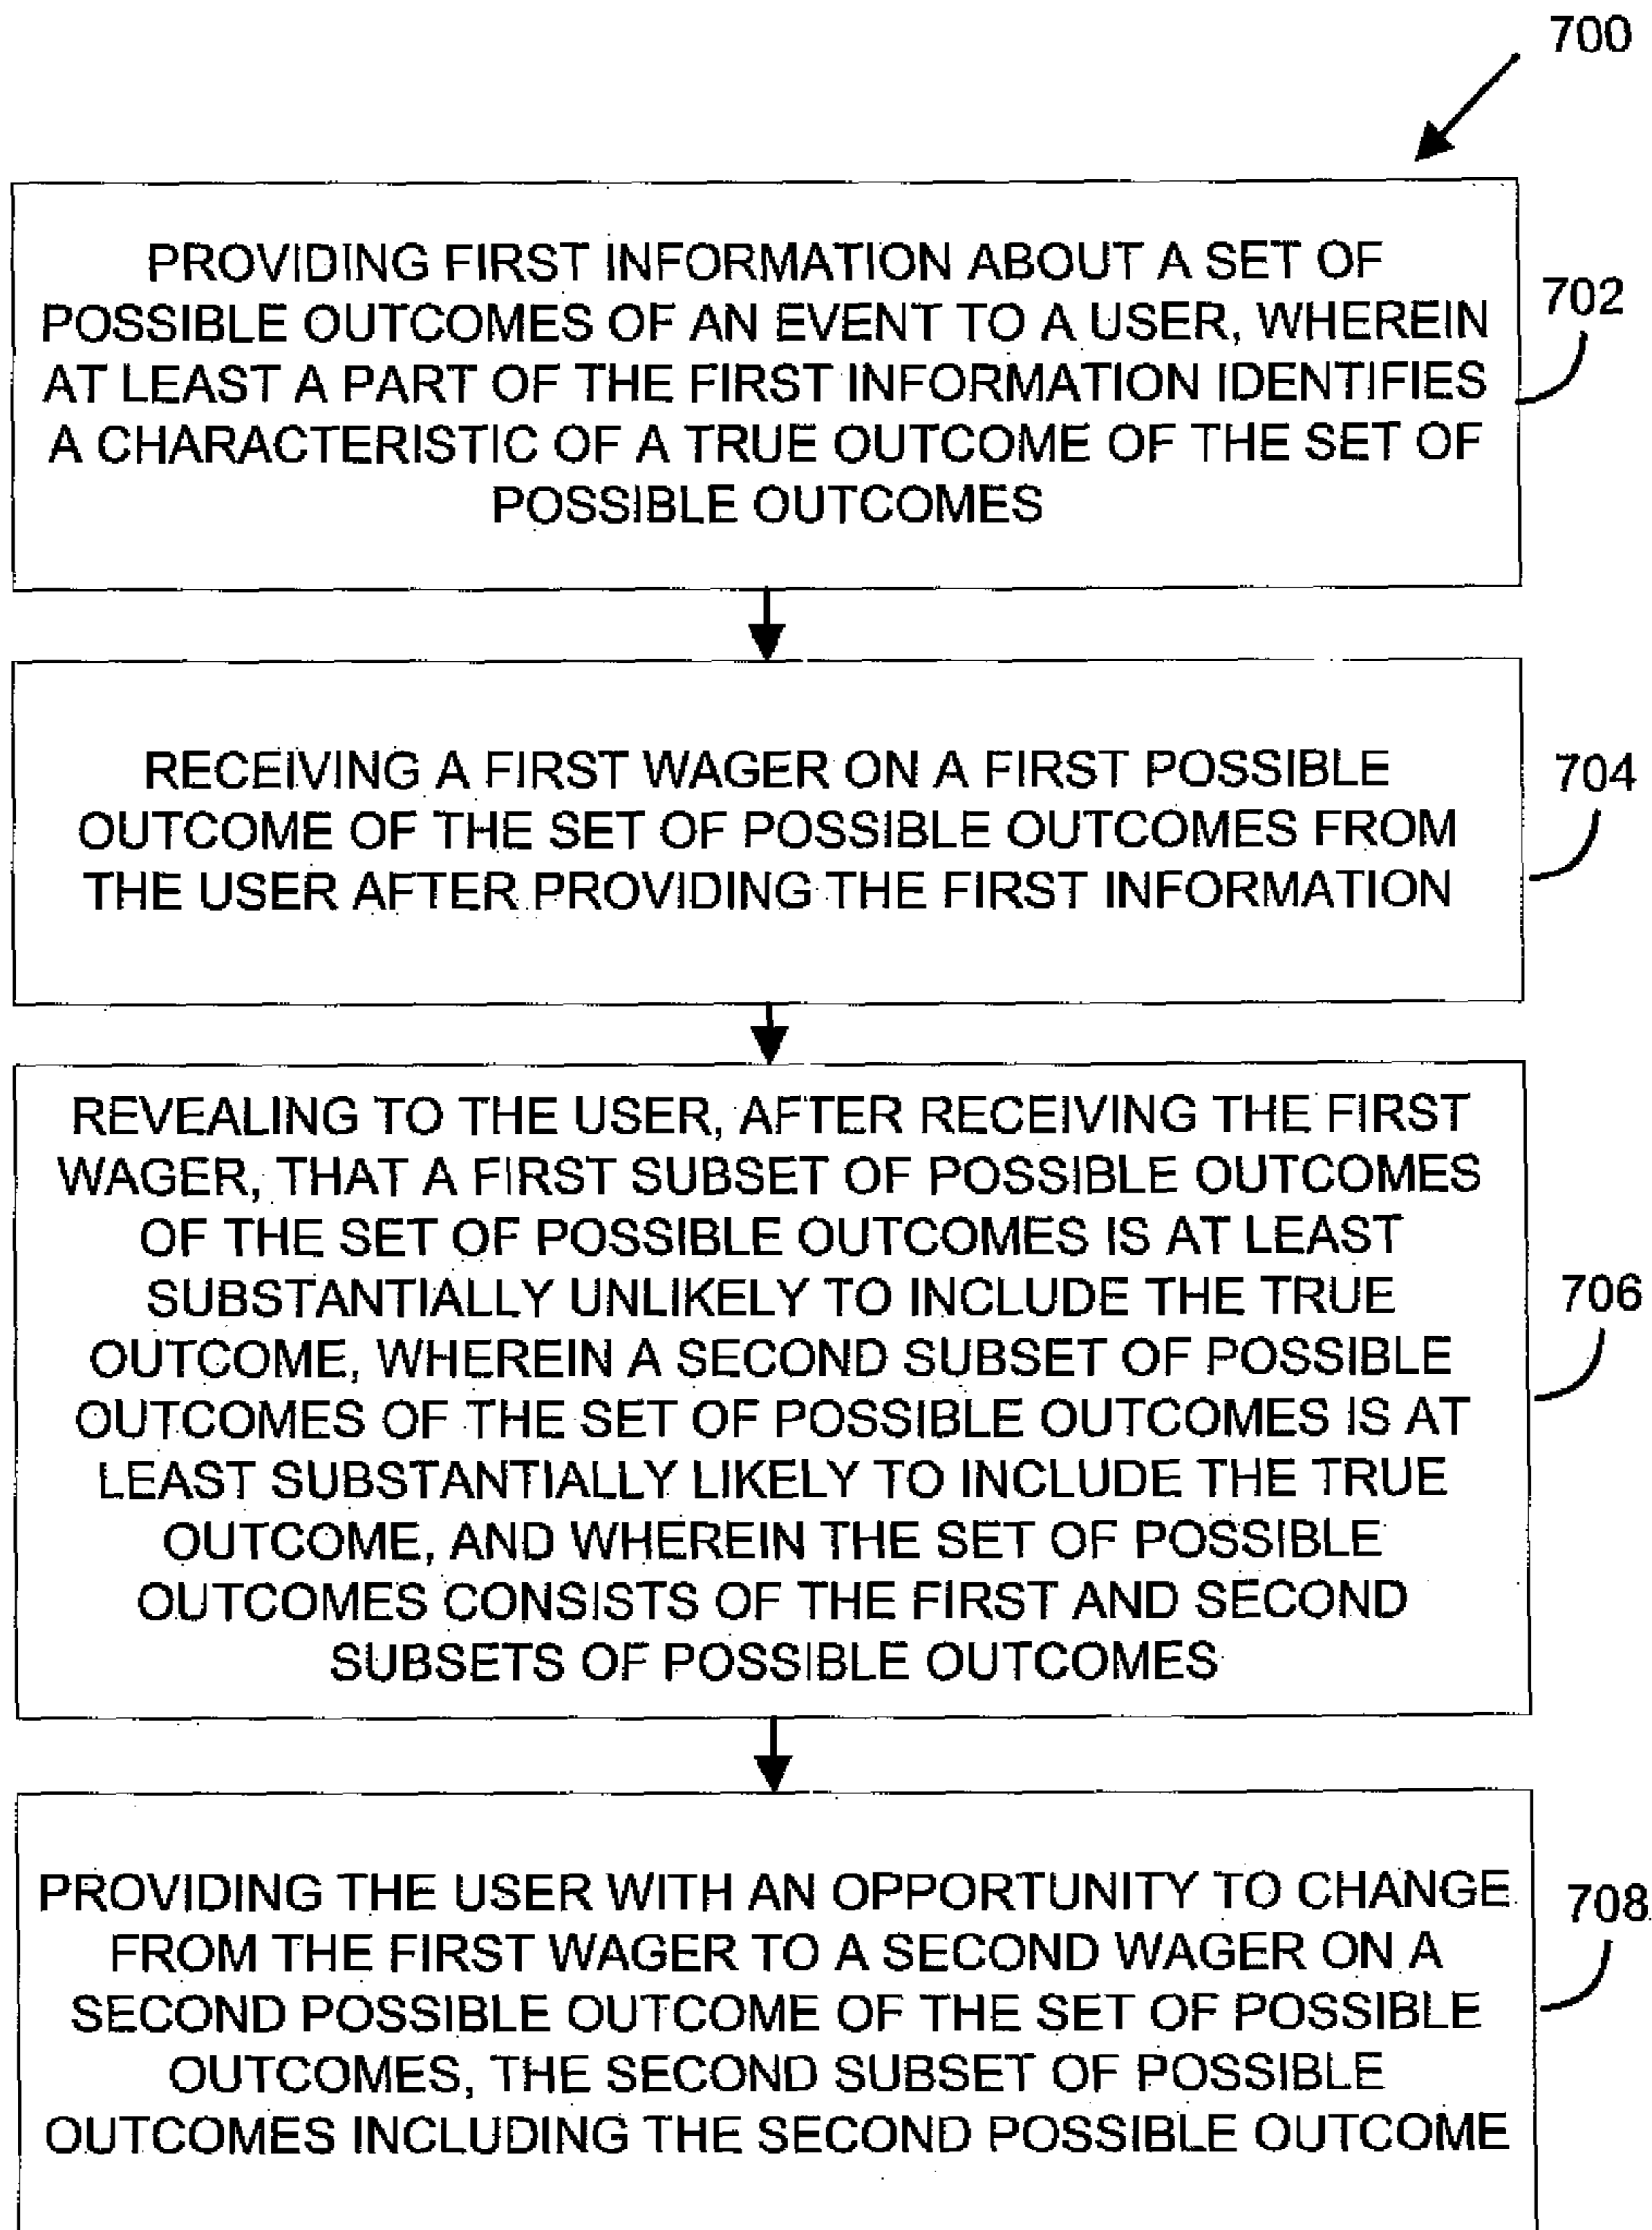 700
PROVIDING FIRST INFORMATION ABOUT A SET OF
POSSIBLE OUTCOMES OF AN EVENT TO A USER, WHEREIN
AT LEAST A PART OF THE FIRST INFORMATION IDENTIFIES
A CHARACTERISTIC OF A TRUE OUTCOME OF THE SET OF
POSSIBLE OUTCOMES
702
RECEIVING A FIRST WAGER ON A FIRST POSSIBLE
OUTCOME OF THE SET OF POSSIBLE OUTCOMES FROM
THE USER AFTER PROVIDING THE FIRST INFORMATION
704
REVEALING TO THE USER, AFTER RECEIVING THE FIRST
WAGER, THAT A FIRST SUBSET OF POSSIBLE OUTCOMES
OF THE SET OF POSSIBLE OUTCOMES IS AT LEAST
SUBSTANTIALLY UNLIKELY TO INCLUDE THE TRUE
OUTCOME, WHEREIN A SECOND SUBSET OF POSSIBLE
OUTCOMES OF THE SET OF POSSIBLE OUTCOMES IS AT
LEAST SUBSTANTIALLY LIKELY TO INCLUDE THE TRUE
OUTCOME, AND WHEREIN THE SET OF POSSIBLE
OUTCOMES CONSISTS OF THE FIRST AND SECOND
SUBSETS OF POSSIBLE OUTCOMES
706
PROVIDING THE USER WITH AN OPPORTUNITY TO CHANGE
FROM THE FIRST WAGER TO A SECOND WAGER ON A
SECOND POSSIBLE OUTCOME OF THE SET OF POSSIBLE
OUTCOMES, THE SECOND SUBSET OF POSSIBLE
OUTCOMES INCLUDING THE SECOND POSSIBLE OUTCOME
708